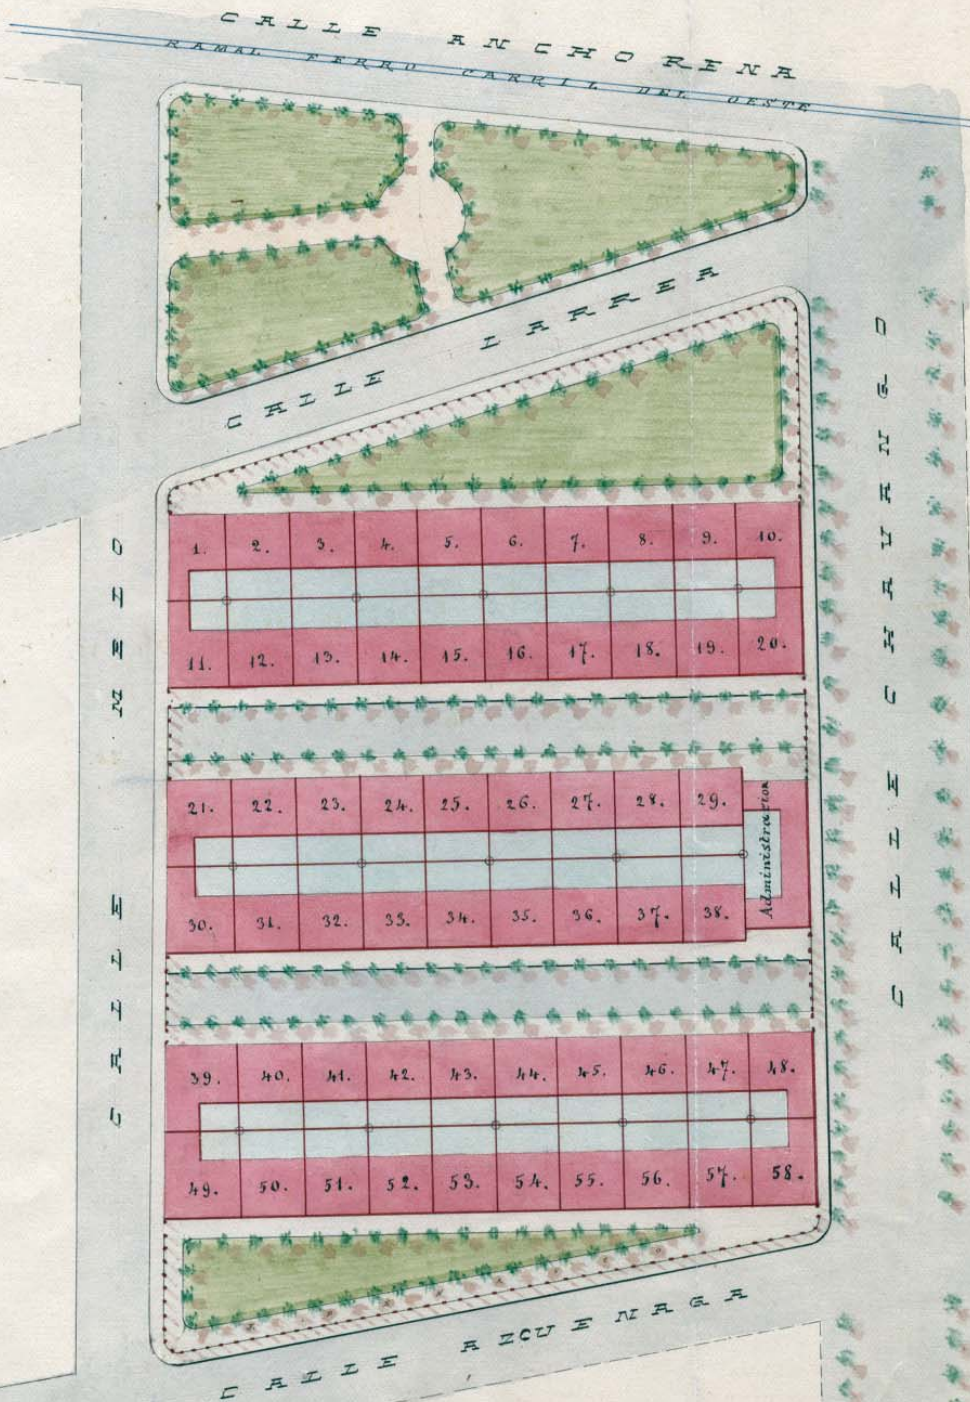 CALLE ANCHORENA
RAMAL FERRO CARRIL DEL OESTE
CALLE LARREA
CALLE CHAVANGO
CALLE NEZO
1. 2. 3. 4. 5. 6. 7. 8. 9. 10.
11. 12. 13. 14. 15. 16. 17. 18. 19. 20.
21. 22. 23. 24. 25. 26. 27. 28. 29.
Administracion
30. 31. 32. 33. 34. 35. 36. 37. 38.
39. 40. 41. 42. 43. 44. 45. 46. 47. 48.
49. 50. 51. 52. 53. 54. 55. 56. 57. 58.
CALLE AZCUENAGA